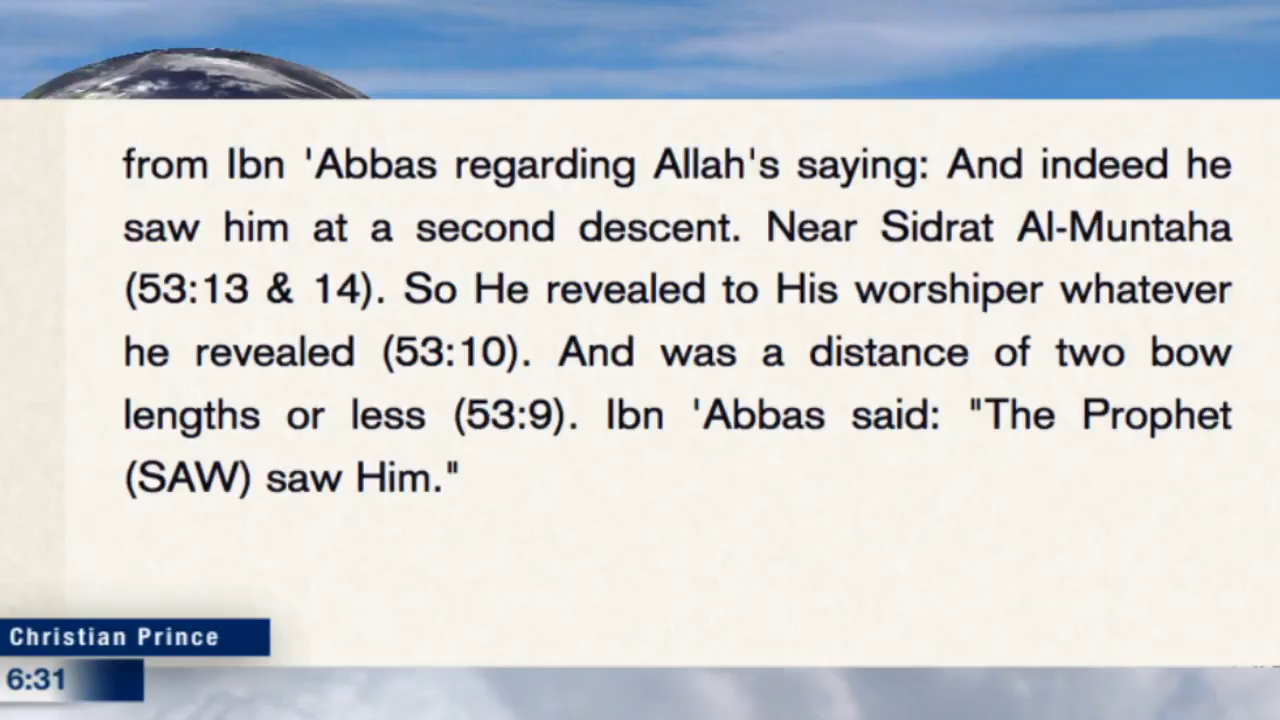 from Ibn 'Abbas regarding Allah's saying: And indeed he
saw him at a second descent. Near Sidrat Al-Muntaha
(53:13 & 14). So He revealed to His worshiper whatever
he revealed (53:10). And was a distance of two bow
lengths or less (53:9). Ibn 'Abbas said: "The Prophet
(SAW) saw Him."
Christian Prince
6:31